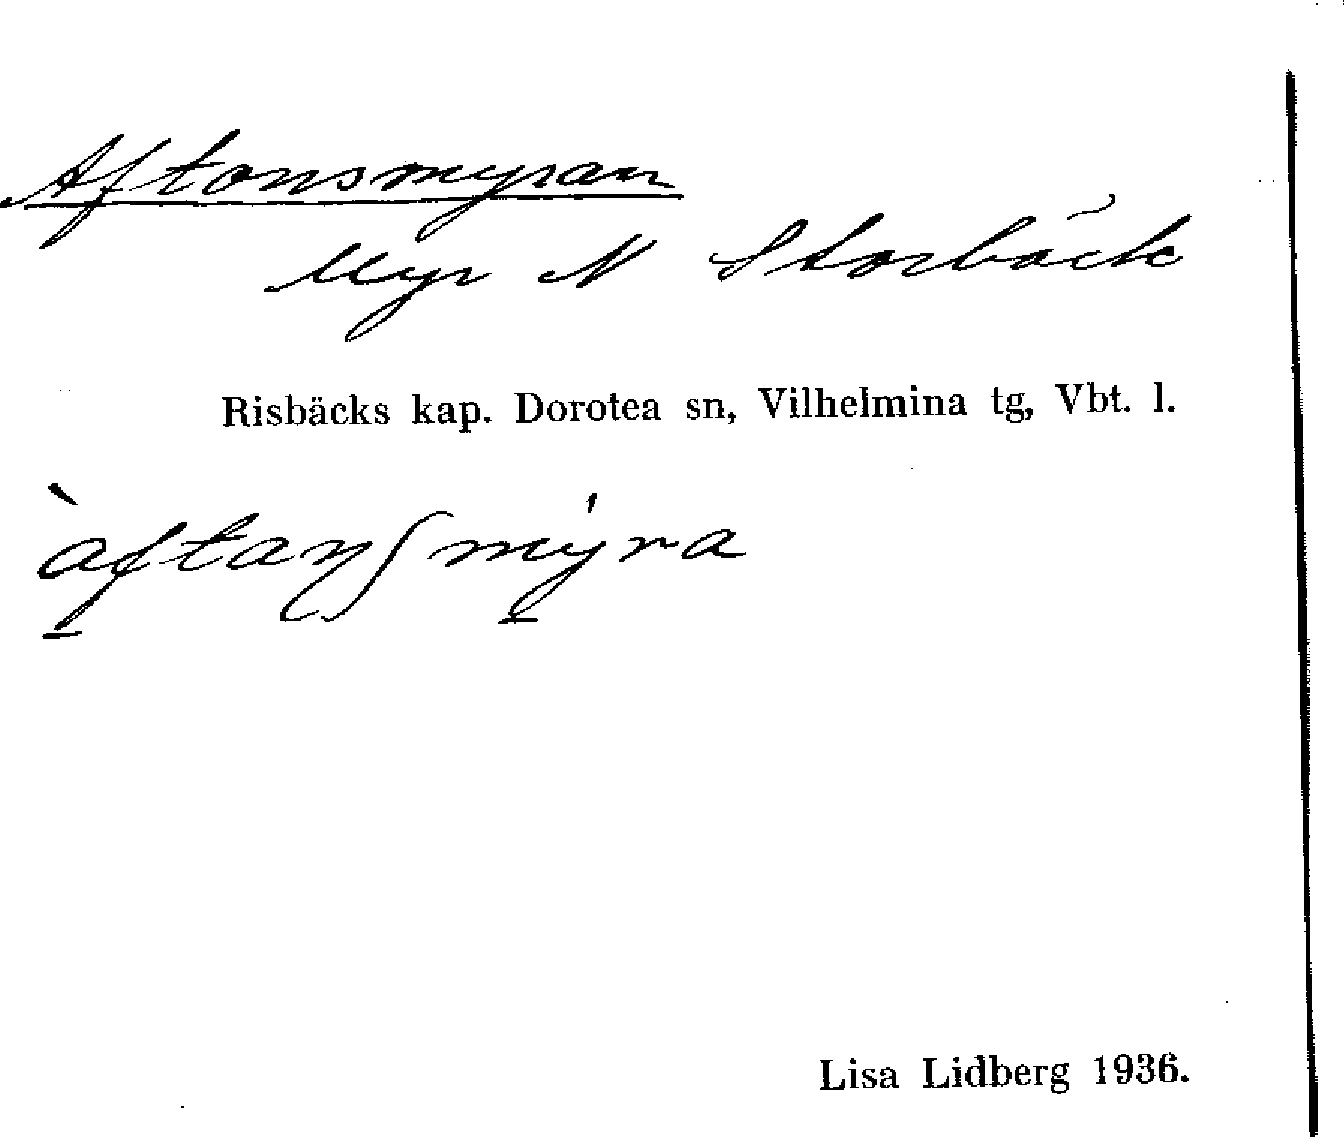 Aftonsmyran
Myr N Storbäck
Risbäcks kap. Dorotea sn, Vilhelmina tg, Vbt. l.
Lisa Lidberg 1936.